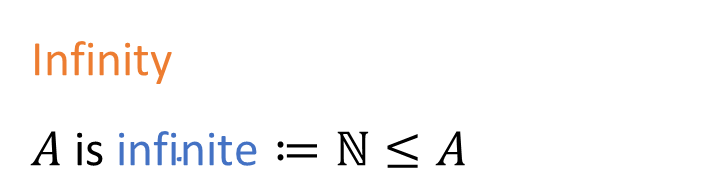 Infinity
A is infinite ≔ ℕ ≤ A